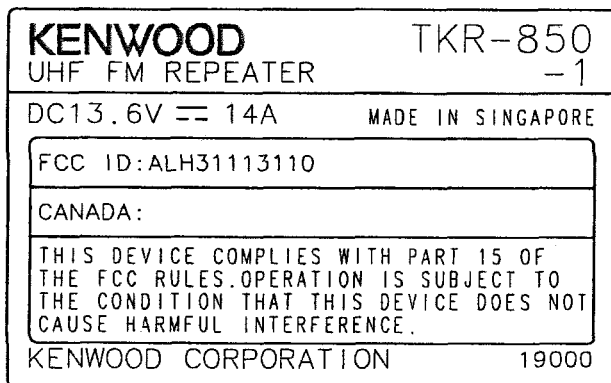 KENWOOD TKR-850
UHF FM REPEATER -1
DC13.6V ⎓ 14A MADE IN SINGAPORE
FCC ID:ALH31113110
CANADA:
THIS DEVICE COMPLIES WITH PART 15 OF
THE FCC RULES.OPERATION IS SUBJECT TO
THE CONDITION THAT THIS DEVICE DOES NOT
CAUSE HARMFUL INTERFERENCE.
KENWOOD CORPORATION 19000